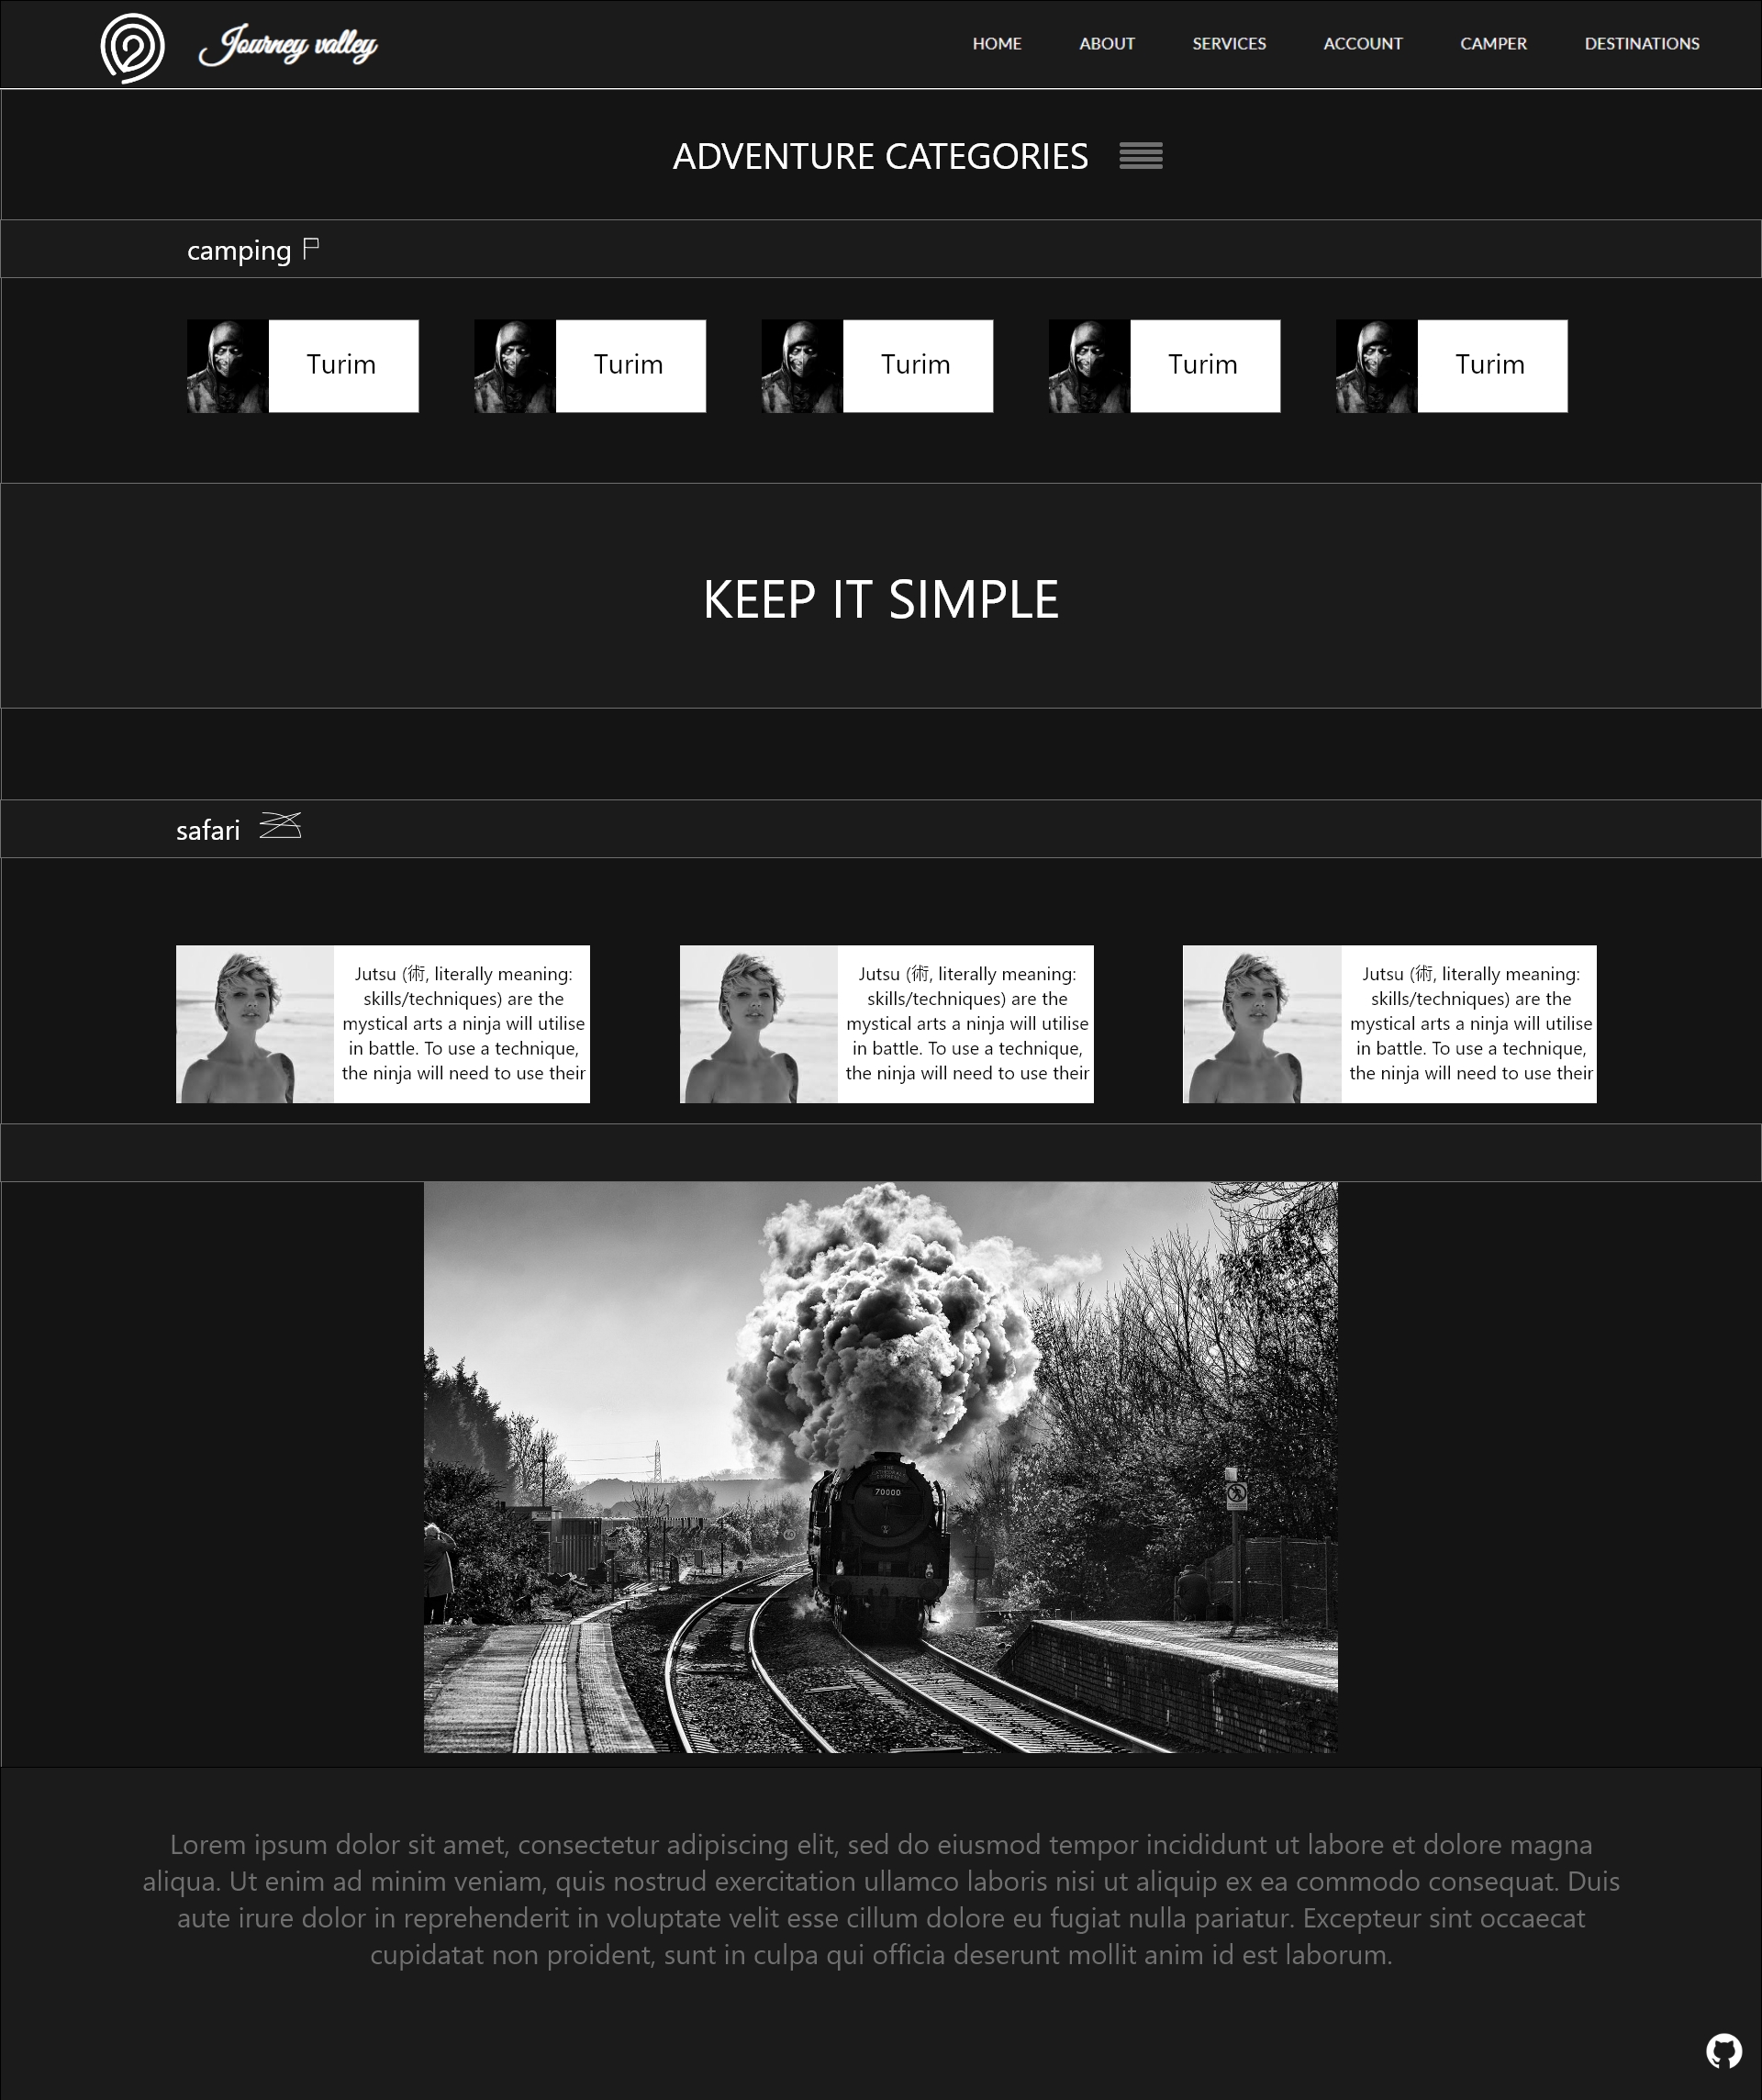 Journey valley
HOME ABOUT SERVICES ACCOUNT CAMPER DESTINATIONS
ADVENTURE CATEGORIES
camping
Turim
Turim
Turim
Turim
Turim
KEEP IT SIMPLE
safari
Jutsu (術, literally meaning:
skills/techniques) are the
mystical arts a ninja will utilise
in battle. To use a technique,
the ninja will need to use their
Jutsu (術, literally meaning:
skills/techniques) are the
mystical arts a ninja will utilise
in battle. To use a technique,
the ninja will need to use their
Jutsu (術, literally meaning:
skills/techniques) are the
mystical arts a ninja will utilise
in battle. To use a technique,
the ninja will need to use their
70000
Lorem ipsum dolor sit amet, consectetur adipiscing elit, sed do eiusmod tempor incididunt ut labore et dolore magna
aliqua. Ut enim ad minim veniam, quis nostrud exercitation ullamco laboris nisi ut aliquip ex ea commodo consequat. Duis
aute irure dolor in reprehenderit in voluptate velit esse cillum dolore eu fugiat nulla pariatur. Excepteur sint occaecat
cupidatat non proident, sunt in culpa qui officia deserunt mollit anim id est laborum.